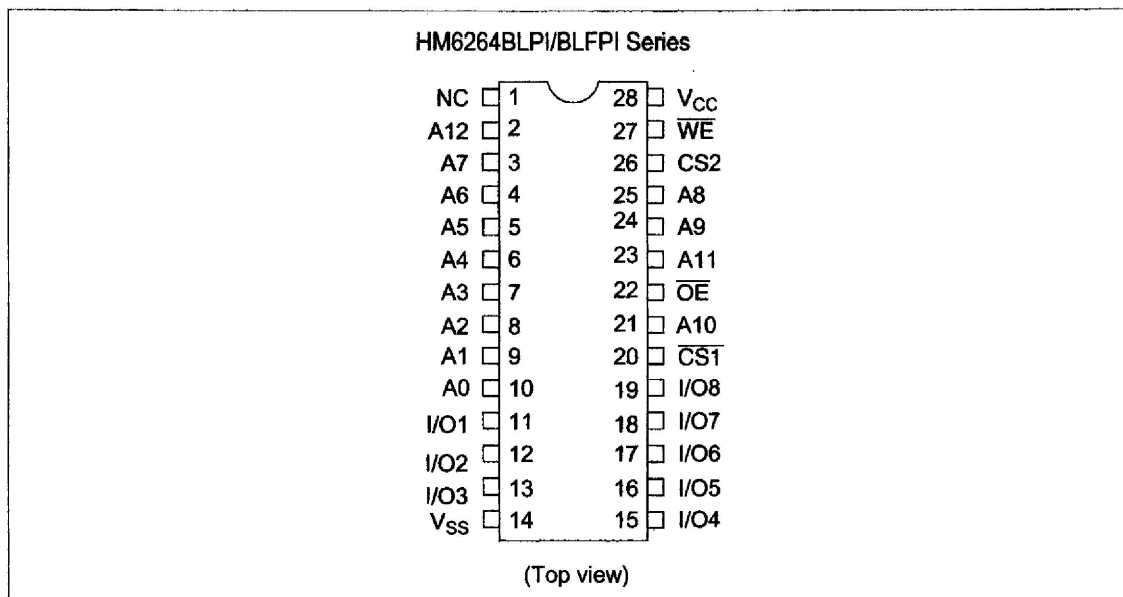 HM6264BLPI/BLFPI Series
NC 1 28 VCC
A12 2 27 W̅E̅
A7 3 26 CS2
A6 4 25 A8
A5 5 24 A9
A4 6 23 A11
A3 7 22 O̅E̅
A2 8 21 A10
A1 9 20 C̅S̅1̅
A0 10 19 I/O8
I/O1 11 18 I/O7
I/O2 12 17 I/O6
I/O3 13 16 I/O5
VSS 14 15 I/O4
(Top view)